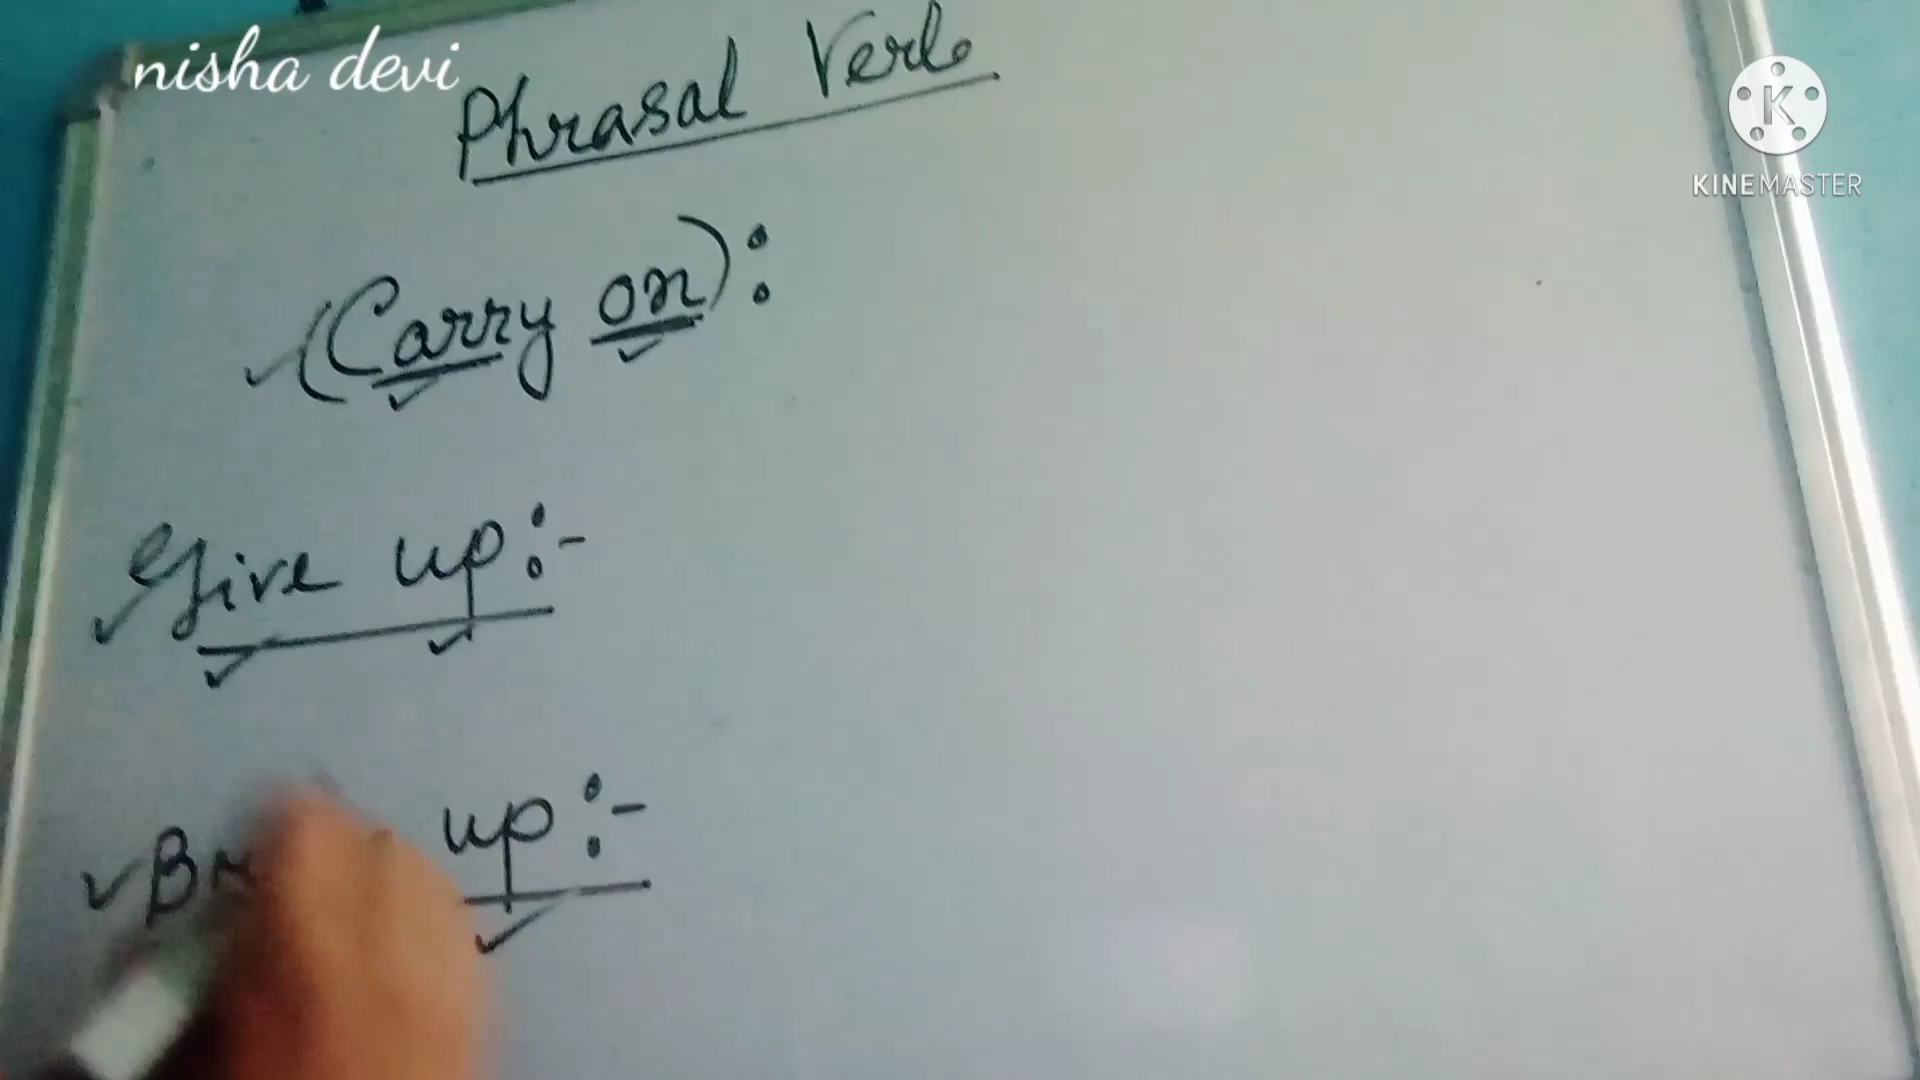 nisha devi
Phrasal Verb
K
KINEMASTER
(Carry on):
Give up:-
up:-